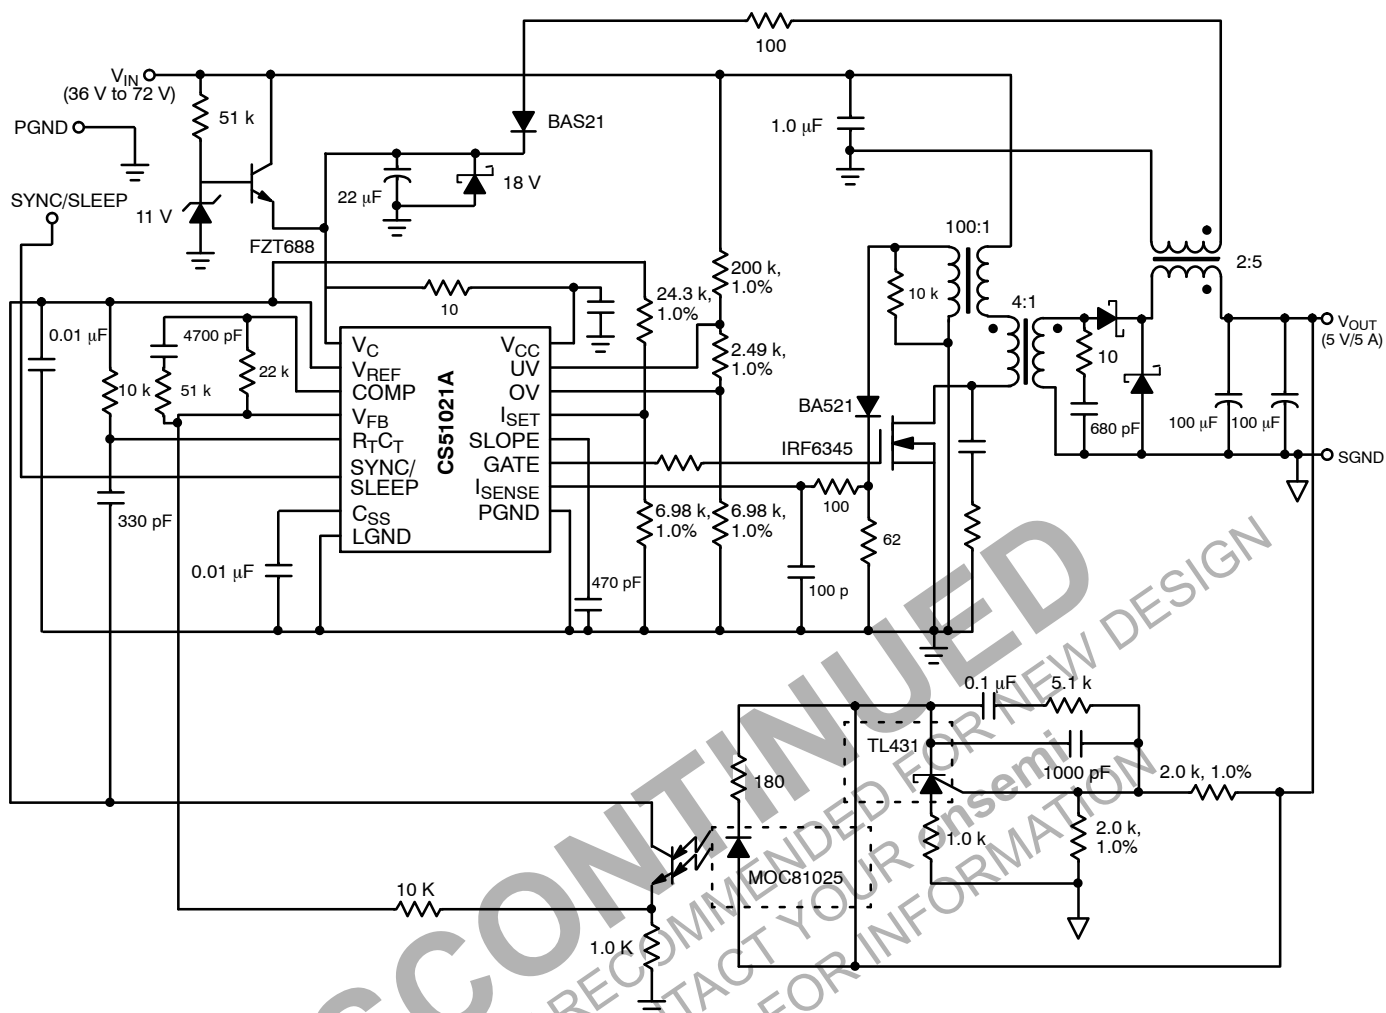 100
VIN
(36 V to 72 V)
51 k
BAS21
1.0 μF
PGND
22 μF
18 V
SYNC/SLEEP
11 V
FZT688
100:1
2:5
200 k,
1.0%
24.3 k,
1.0%
10
10 k
4:1
0.01 μF
4700 pF
VOUT
(5 V/5 A)
10 k
51 k
22 k
2.49 k,
1.0%
10
CS51021A
VC
VREF
COMP
VFB
RTCT
SYNC/
SLEEP
CSS
LGND
VCC
UV
OV
ISET
SLOPE
GATE
ISENSE
PGND
BA521
IRF6345
680 pF
100 μF
100 μF
SGND
330 pF
100
6.98 k,
1.0%
6.98 k,
1.0%
62
0.01 μF
470 pF
100 p
0.1 μF
5.1 k
TL431
1000 pF
2.0 k, 1.0%
180
1.0 k
2.0 k,
1.0%
MOC81025
10 K
1.0 K
SCONTINUED
RECOMMENDED FOR NEW DESIGN
NTACT YOUR onsemi
FOR INFORMATION